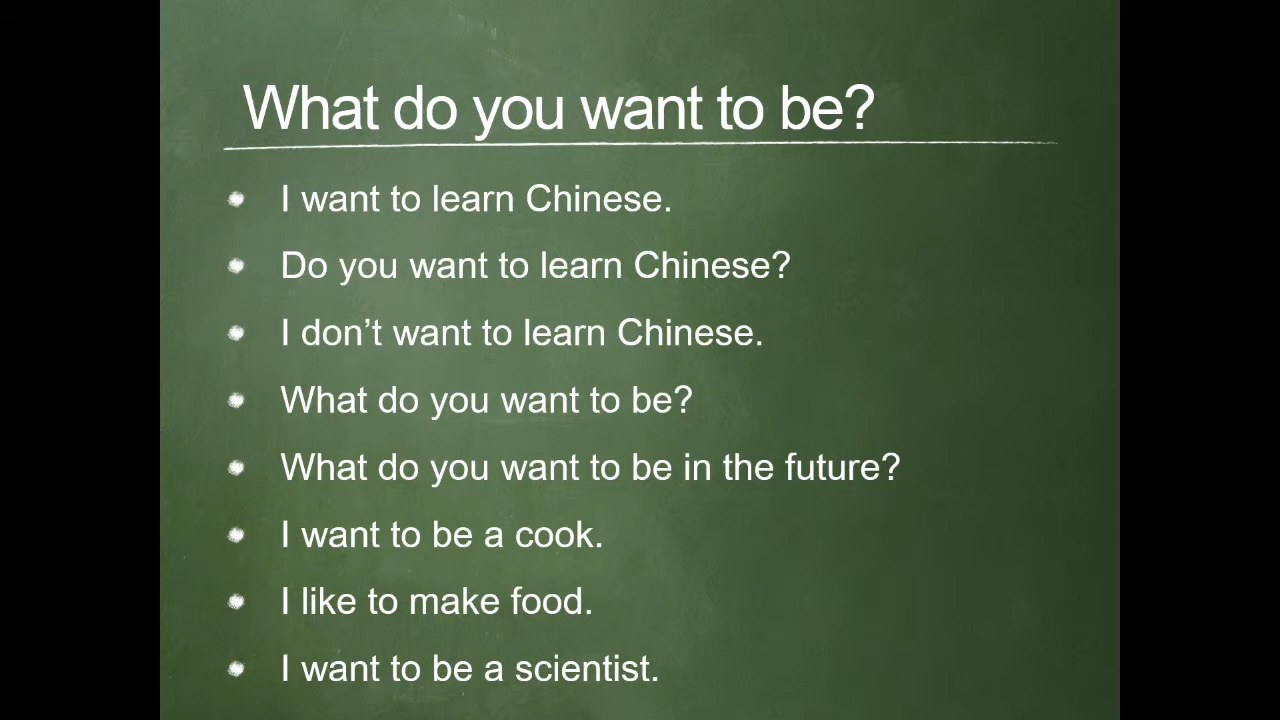 What do you want to be?
I want to learn Chinese.
Do you want to learn Chinese?
I don’t want to learn Chinese.
What do you want to be?
What do you want to be in the future?
I want to be a cook.
I like to make food.
I want to be a scientist.